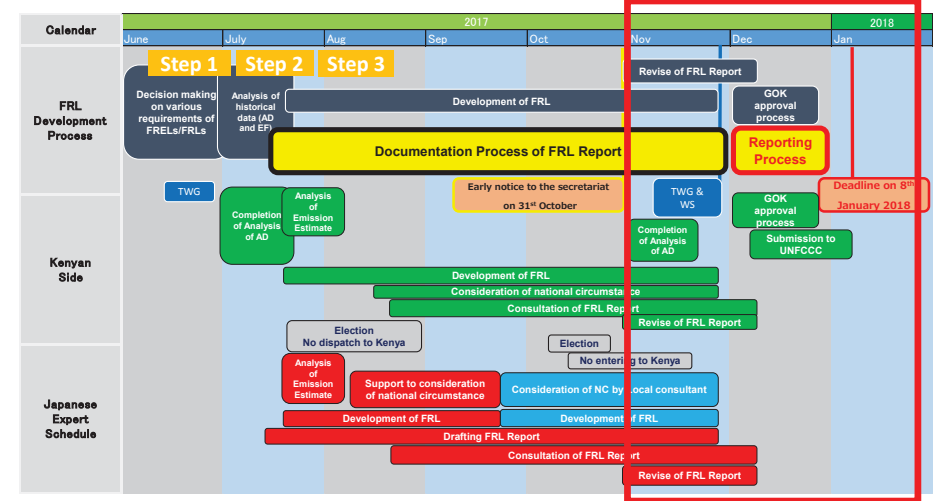 Calendar
2017
2018
June
July
Aug
Sep
Oct
Nov
Dec
Jan
FRL
Development
Process
Step 1
Step 2
Step 3
Decision making
on various
requirements of
FRELs/FRLs
Analysis of
historical
data (AD
and EF)
Revise of FRL Report
Development of FRL
GOK
approval
process
Documentation Process of FRL Report
Reporting
Process
Kenyan
Side
TWG
Early notice to the secretariat
on 31st October
TWG &
WS
Deadline on 8th
January 2018
Completion
of Analysis
of AD
Analysis
of
Emission
Estimate
GOK
approval
process
Completion
of Analysis
of AD
Submission to
UNFCCC
Development of FRL
Consideration of national circumstance
Consultation of FRL Report
Revise of FRL Report
Election
No dispatch to Kenya
Election
No entering to Kenya
Japanese
Expert
Schedule
Analysis
of
Emission
Estimate
Support to consideration
of national circumstance
Consideration of NC by Local consultant
Development of FRL
Development of FRL
Drafting FRL Report
Consultation of FRL Report
Revise of FRL Report